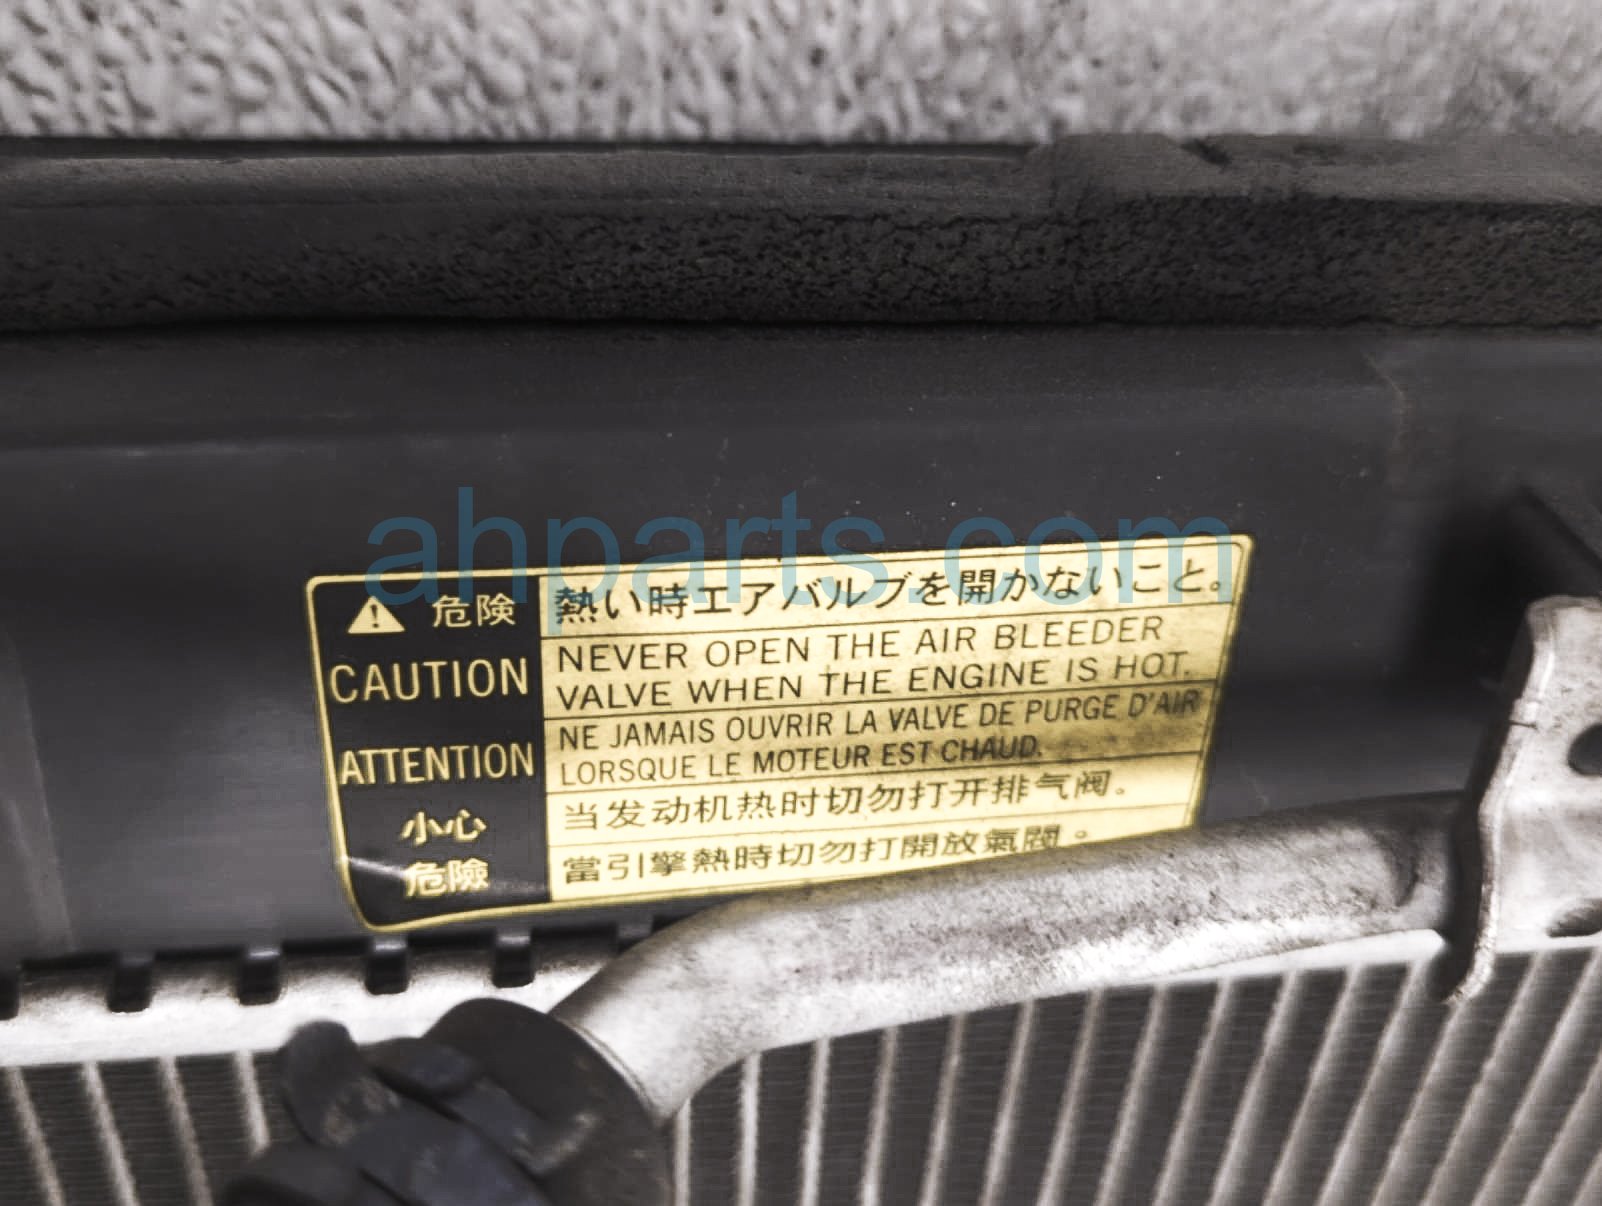 ahparts.com
危険 熱い時エアバルブを開かないこと。
CAUTION NEVER OPEN THE AIR BLEEDER
VALVE WHEN THE ENGINE IS HOT.
ATTENTION NE JAMAIS OUVRIR LA VALVE DE PURGE D'AIR
LORSQUE LE MOTEUR EST CHAUD.
小心 当发动机热时切勿打开排气阀。
危險 當引擎熱時切勿打開放氣閥。